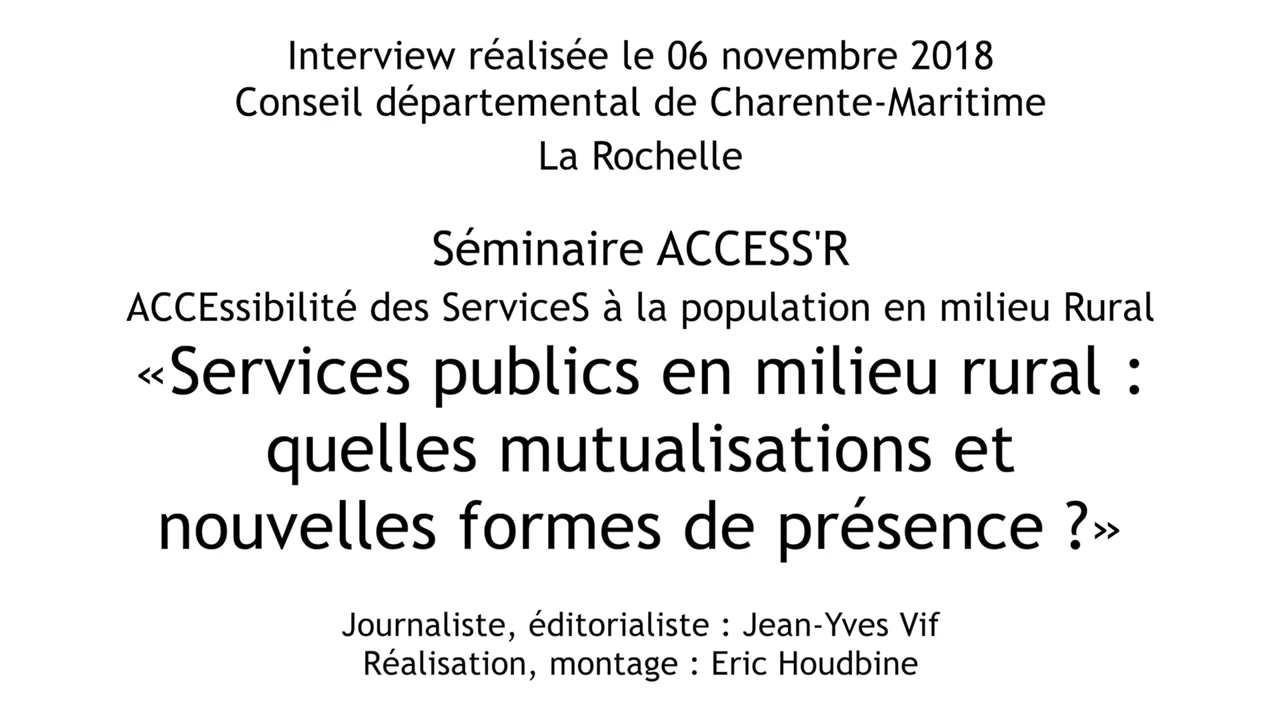 Interview réalisée le 06 novembre 2018
Conseil départemental de Charente-Maritime
La Rochelle
Séminaire ACCESS'R
ACCEssibilité des ServiceS à la population en milieu Rural
«Services publics en milieu rural :
quelles mutualisations et
nouvelles formes de présence ?»
Journaliste, éditorialiste : Jean-Yves Vif
Réalisation, montage : Eric Houdbine